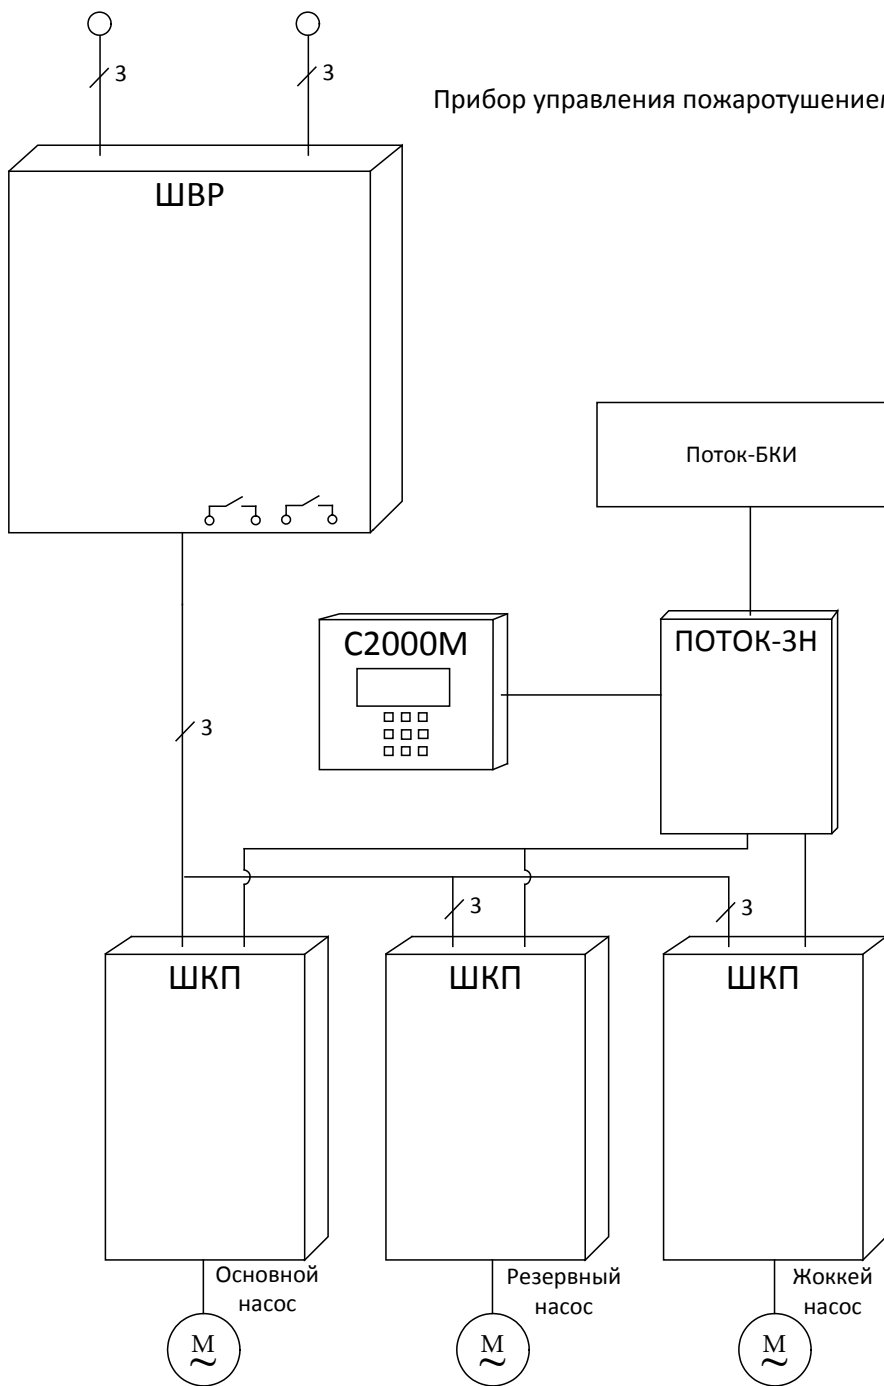 3
3
Прибор управления пожаротушением
ШВР
Поток-БКИ
С2000М
ПОТОК-3Н
3
3
3
ШКП
ШКП
ШКП
Основной
насос
Резервный
насос
Жоккей
насос
М
~
М
~
М
~